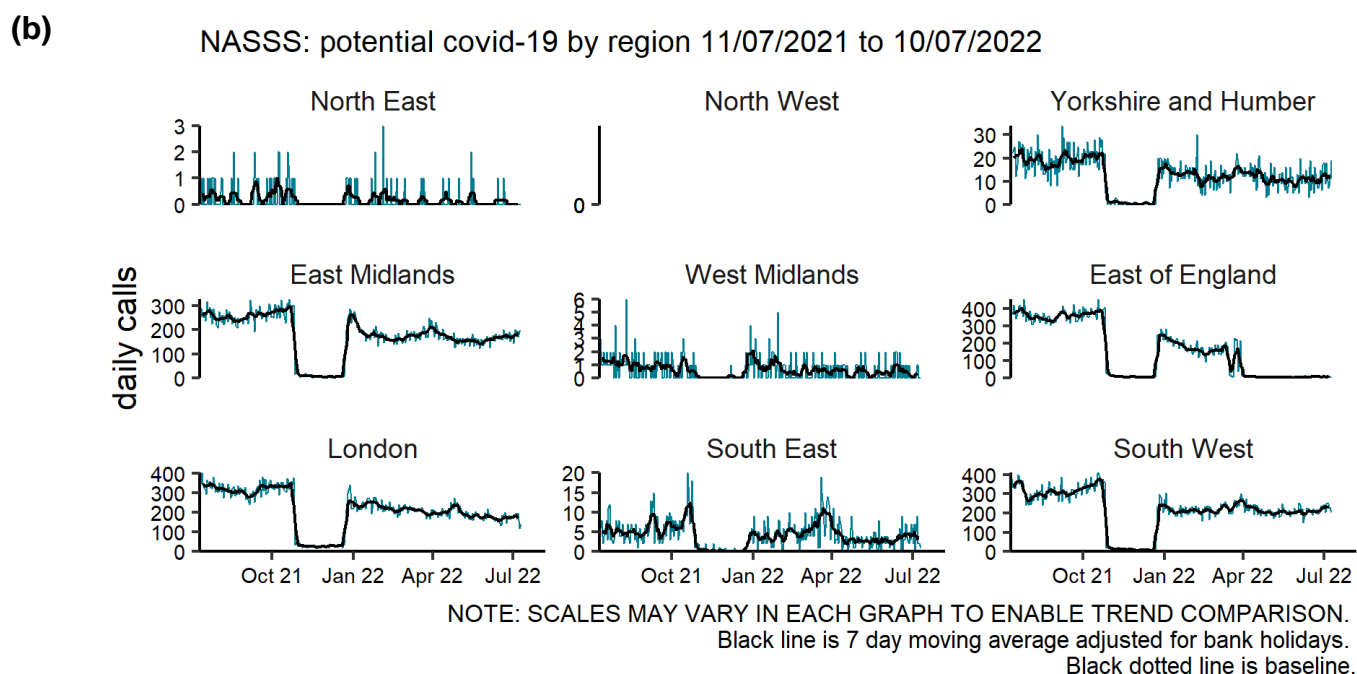 (b)
NASSS: potential covid-19 by region 11/07/2021 to 10/07/2022
daily calls
North East
3
2
1
0
North West
0
Yorkshire and Humber
30
20
10
0
East Midlands
300
200
100
0
West Midlands
6
5
4
3
2
1
0
East of England
400
300
200
100
0
London
400
300
200
100
0
Oct 21 Jan 22 Apr 22 Jul 22
South East
20
15
10
5
0
Oct 21 Jan 22 Apr 22 Jul 22
South West
400
300
200
100
0
Oct 21 Jan 22 Apr 22 Jul 22
NOTE: SCALES MAY VARY IN EACH GRAPH TO ENABLE TREND COMPARISON.
Black line is 7 day moving average adjusted for bank holidays.
Black dotted line is baseline.